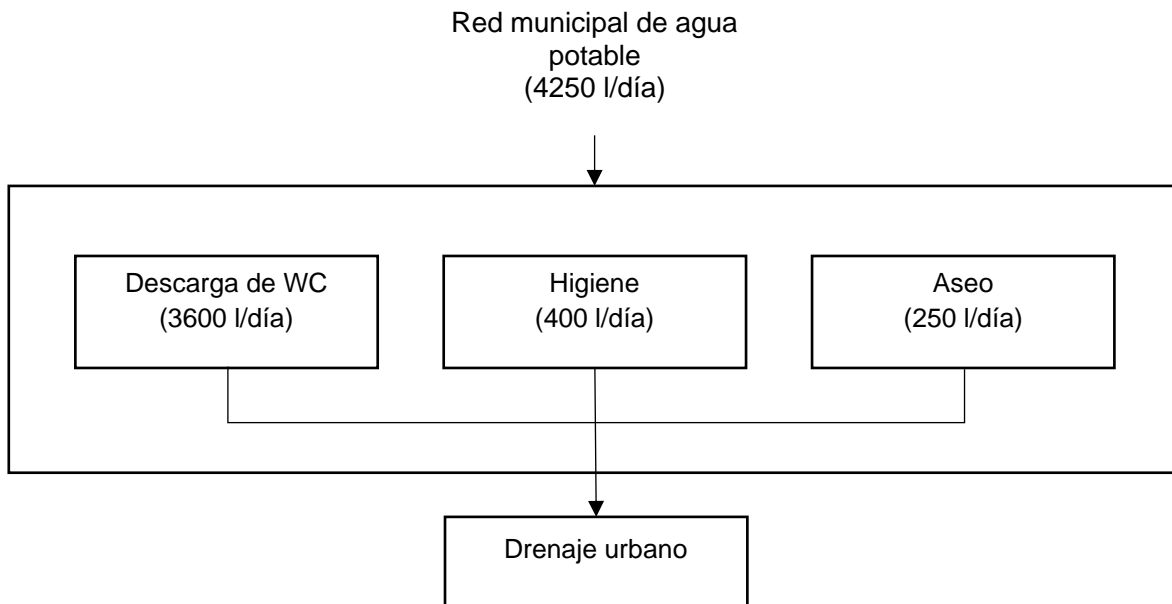 Red municipal de agua
potable
(4250 l/día)
Descarga de WC
(3600 l/día)
Higiene
(400 l/día)
Aseo
(250 l/día)
Drenaje urbano